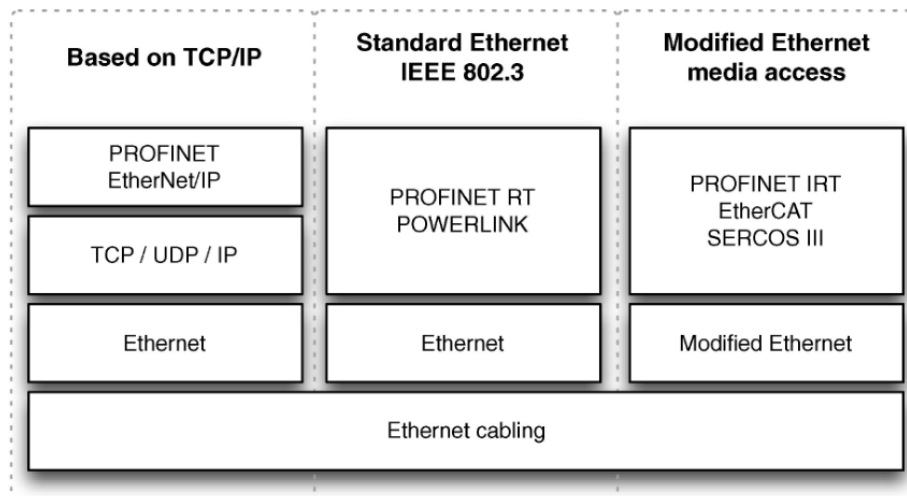 Based on TCP/IP
Standard Ethernet
IEEE 802.3
Modified Ethernet
media access
PROFINET
EtherNet/IP
PROFINET RT
POWERLINK
PROFINET IRT
EtherCAT
SERCOS III
TCP / UDP / IP
Ethernet
Ethernet
Modified Ethernet
Ethernet cabling